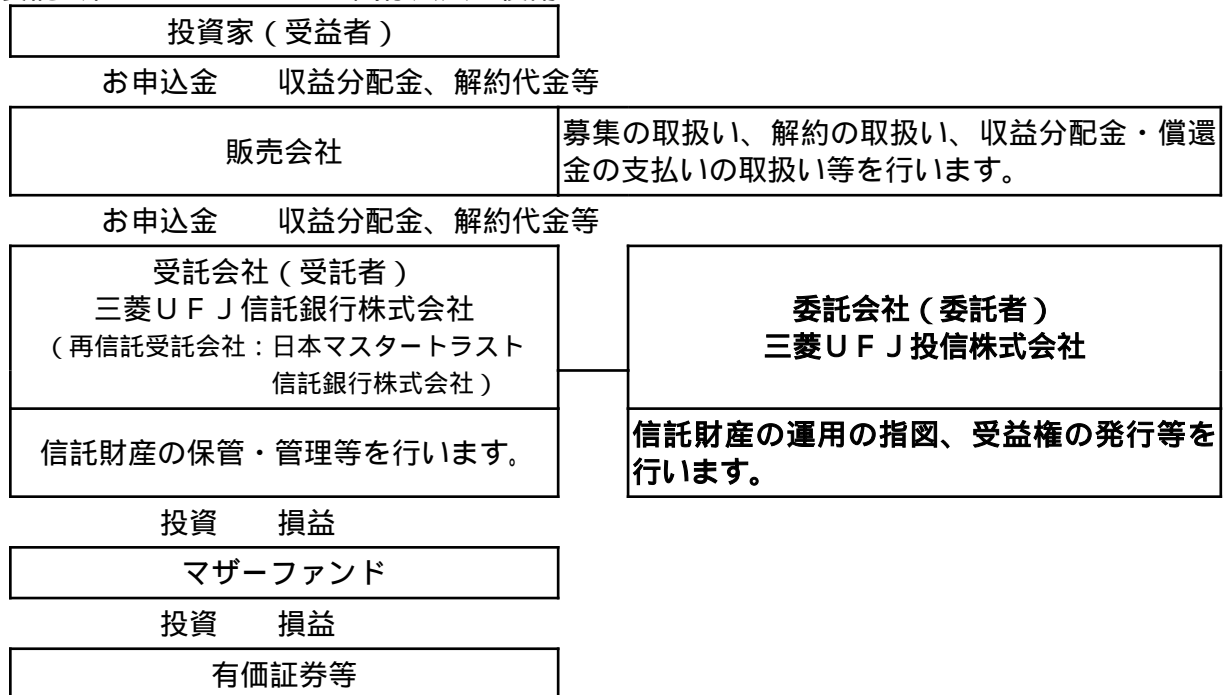 投資家（受益者）
お申込金　　収益分配金、解約代金等
販売会社
募集の取扱い、解約の取扱い、収益分配金・償還
金の支払いの取扱い等を行います。
お申込金　　収益分配金、解約代金等
受託会社（受託者）
三菱ＵＦＪ信託銀行株式会社
（再信託受託会社：日本マスタートラスト
信託銀行株式会社）
委託会社（委託者）
三菱ＵＦＪ投信株式会社
信託財産の保管・管理等を行います。
信託財産の運用の指図、受益権の発行等を
行います。
投資　　損益
マザーファンド
投資　　損益
有価証券等